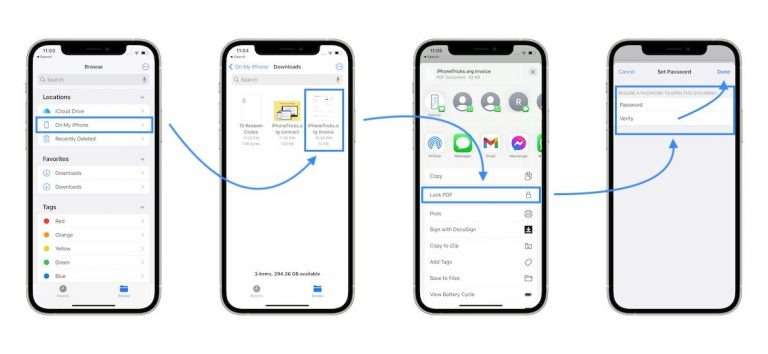 11:03
Search
Browse
Search
Locations
iCloud Drive
On My iPhone
Recently Deleted
Favorites
Downloads
Downloads
Tags
Red
Orange
Yellow
Green
Blue
Recents
Browse
11:04
Search
On My iPhone
Downloads
Search
10 Redeem
Codes
iPhoneTricks.o
rg contract
iPhoneTricks.o
rg invoice
3 items, 294.26 GB available
Recents
Browse
11:05
Search
iPhoneTricks.org invoice
PDF Document · 32 KB
R
AirDrop
Messages
Gmail
Messenger
Copy
Lock PDF
Print
Sign with DocuSign
Copy to iZip
Add Tags
Save to Files
View Battery Cycle
Cancel
Set Password
Done
REQUIRE A PASSWORD TO OPEN THIS DOCUMENT
Password
Verify